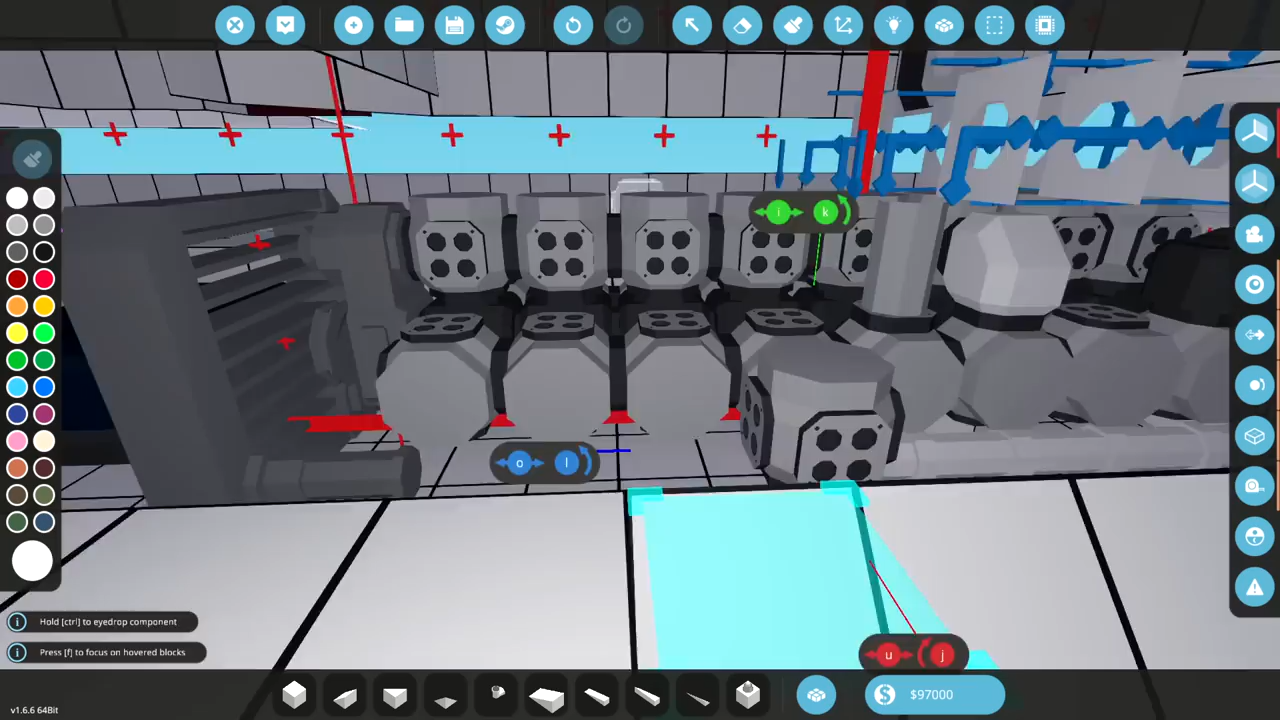 i k
o l
u j
Hold [ctrl] to eyedrop component
Press [f] to focus on hovered blocks
$97000
v1.6.6 64Bit